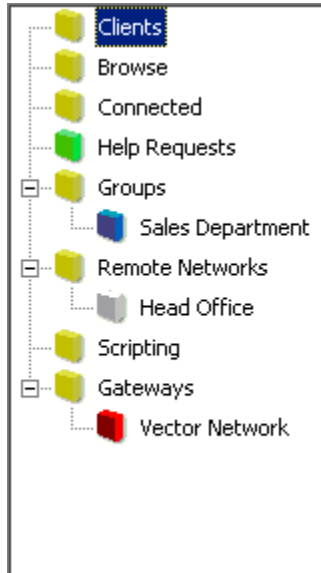 Clients
Browse
Connected
Help Requests
Groups
Sales Department
Remote Networks
Head Office
Scripting
Gateways
Vector Network